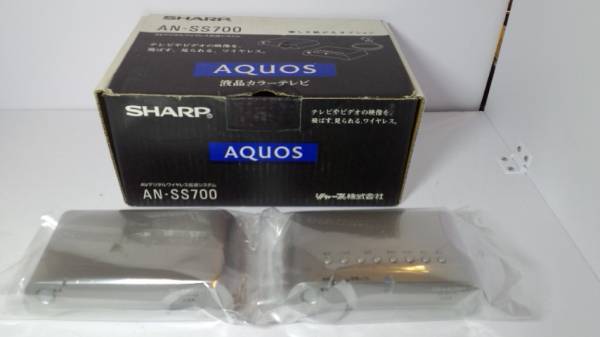 SHARP
AN-SS700
テレビやビデオの映像を、
飛ばす、見られる、ワイヤレス。
AQUOS
液晶カラーテレビ
SHARP
テレビやビデオの映像を、
飛ばす、見られる、ワイヤレス。
AQUOS
AVデジタルワイヤレス伝送システム
AN-SS700
シャープ株式会社